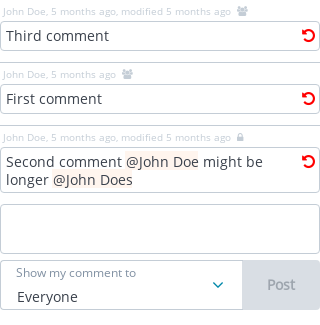 John Doe, 5 months ago, modified 5 months ago
Third comment
John Doe, 5 months ago
First comment
John Doe, 5 months ago, modified 5 months ago
Second comment @John Doe might be
longer @John Does
Show my comment to
Everyone
Post